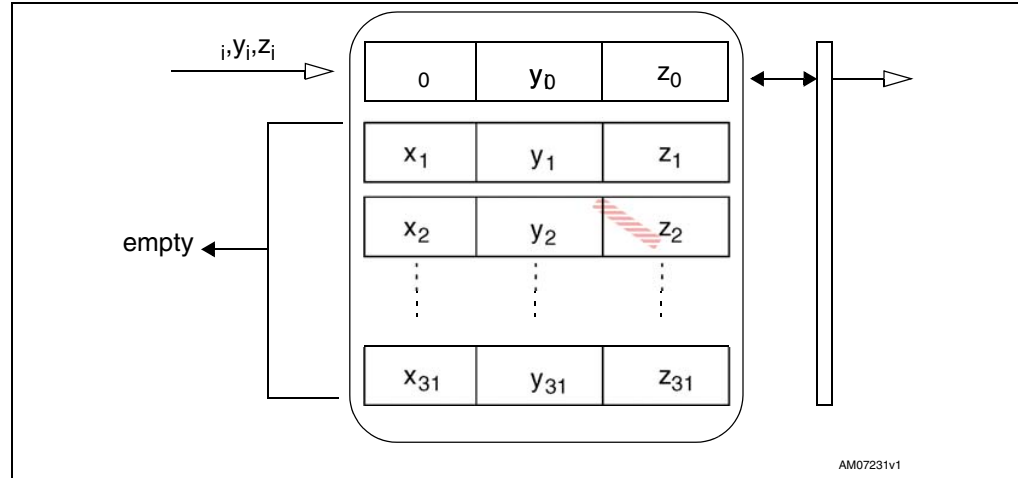 i,yi,zi
0 y0 z0
x1 y1 z1
x2 y2 z2
empty
x31 y31 z31
AM07231v1